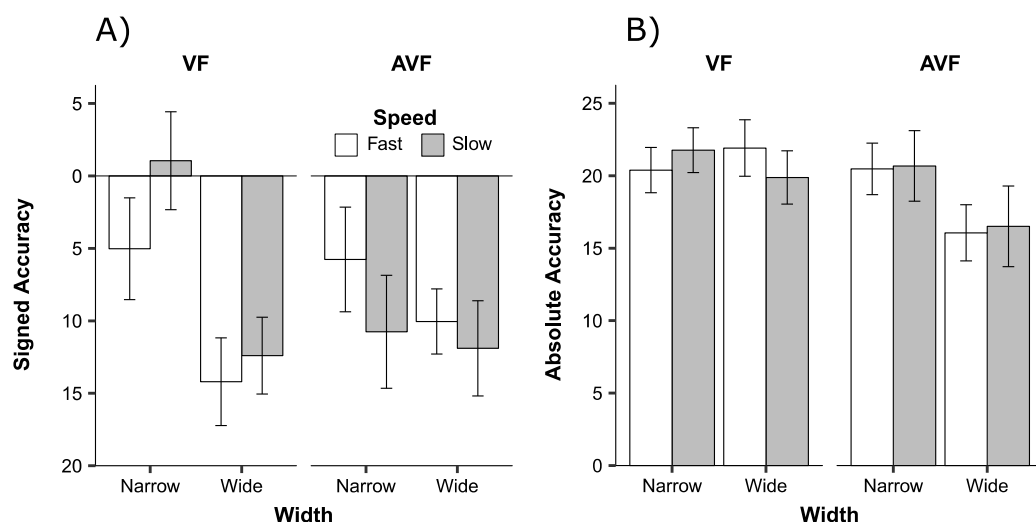 A)
VF
AVF
Signed Accuracy
5
0
5
10
15
20
Speed
Fast
Slow
Narrow
Wide
Narrow
Wide
Width
B)
VF
AVF
Absolute Accuracy
25
20
15
10
5
0
Narrow
Wide
Narrow
Wide
Width